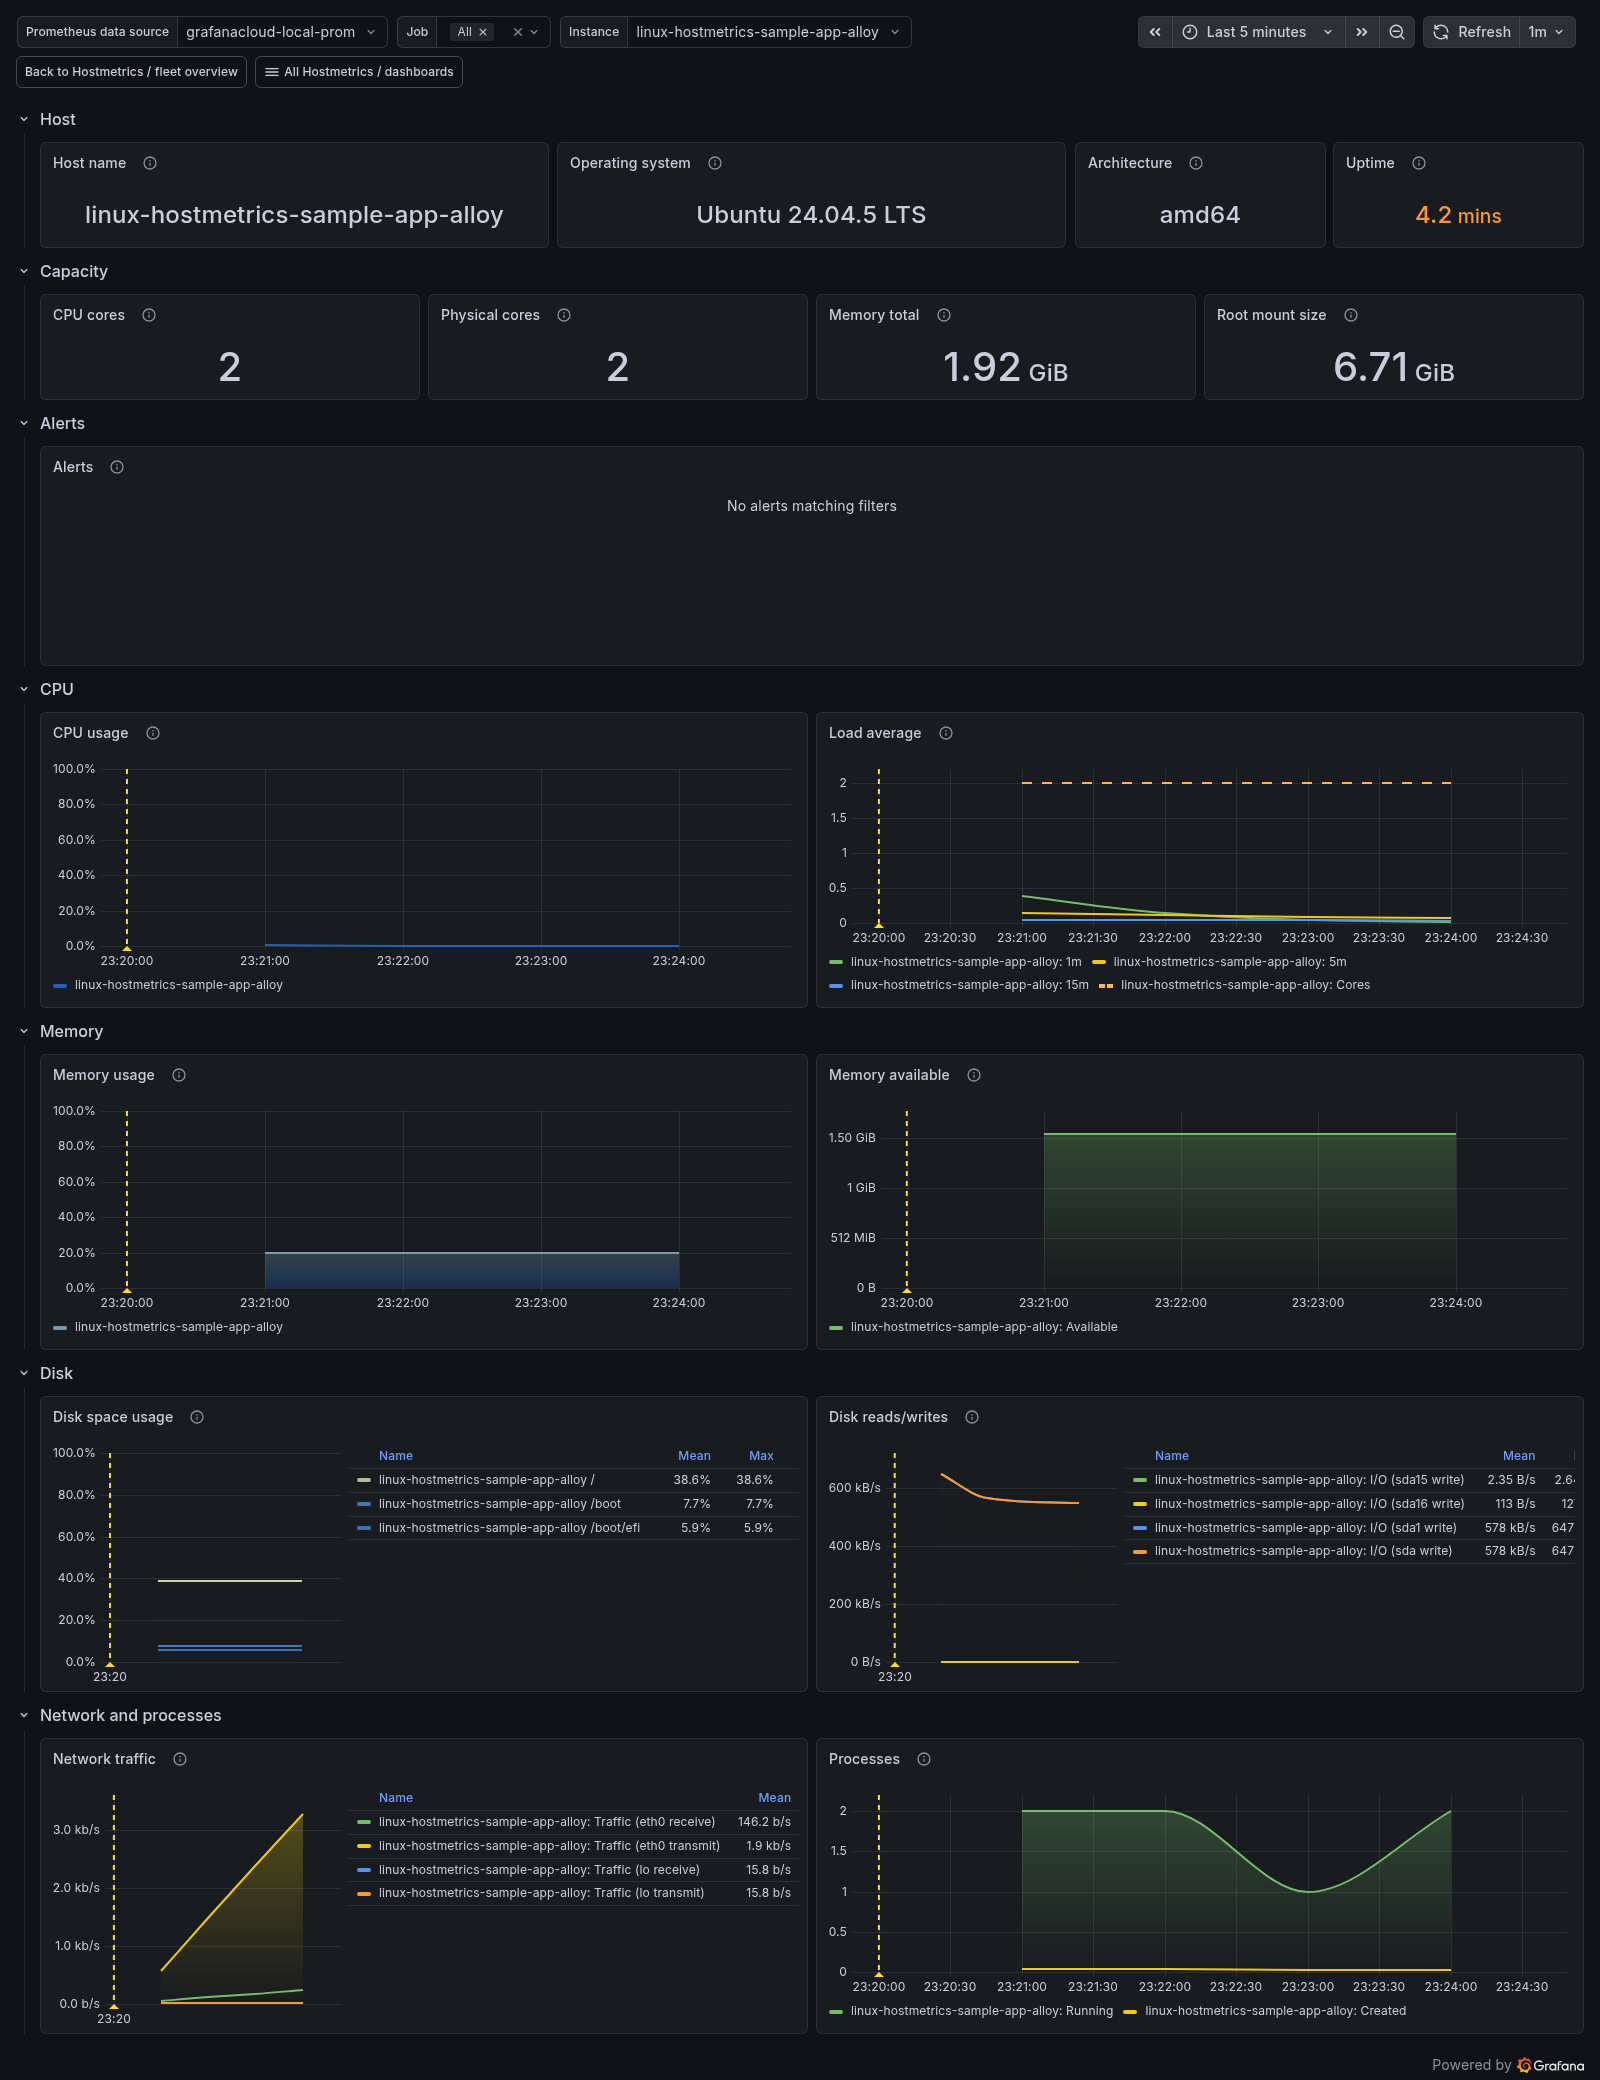 Prometheus data source grafanacloud-local-prom Job All Instance linux-hostmetrics-sample-app-alloy Last 5 minutes Refresh 1m
Back to Hostmetrics / fleet overview All Hostmetrics / dashboards
Host
Host name Operating system Architecture Uptime
linux-hostmetrics-sample-app-alloy Ubuntu 24.04.5 LTS amd64 4.2 mins
Capacity
CPU cores Physical cores Memory total Root mount size
2 2 1.92 GiB 6.71 GiB
Alerts
Alerts
No alerts matching filters
CPU
CPU usage
100.0%
80.0%
60.0%
40.0%
20.0%
0.0%
23:20:00 23:21:00 23:22:00 23:23:00 23:24:00
linux-hostmetrics-sample-app-alloy
Load average
2
1.5
1
0.5
0
23:20:00 23:20:30 23:21:00 23:21:30 23:22:00 23:22:30 23:23:00 23:23:30 23:24:00 23:24:30
linux-hostmetrics-sample-app-alloy: 1m linux-hostmetrics-sample-app-alloy: 5m
linux-hostmetrics-sample-app-alloy: 15m linux-hostmetrics-sample-app-alloy: Cores
Memory
Memory usage
100.0%
80.0%
60.0%
40.0%
20.0%
0.0%
23:20:00 23:21:00 23:22:00 23:23:00 23:24:00
linux-hostmetrics-sample-app-alloy
Memory available
1.50 GiB
1 GiB
512 MiB
0 B
23:20:00 23:21:00 23:22:00 23:23:00 23:24:00
linux-hostmetrics-sample-app-alloy: Available
Disk
Disk space usage
100.0%
80.0%
60.0%
40.0%
20.0%
0.0%
23:20
Name Mean Max
linux-hostmetrics-sample-app-alloy / 38.6% 38.6%
linux-hostmetrics-sample-app-alloy /boot 7.7% 7.7%
linux-hostmetrics-sample-app-alloy /boot/efi 5.9% 5.9%
Disk reads/writes
600 kB/s
400 kB/s
200 kB/s
0 B/s
23:20
Name Mean
linux-hostmetrics-sample-app-alloy: I/O (sda15 write) 2.35 B/s
linux-hostmetrics-sample-app-alloy: I/O (sda16 write) 113 B/s
linux-hostmetrics-sample-app-alloy: I/O (sda1 write) 578 kB/s 647
linux-hostmetrics-sample-app-alloy: I/O (sda write) 578 kB/s 647
Network and processes
Network traffic
3.0 kb/s
2.0 kb/s
1.0 kb/s
0.0 b/s
23:20
Name Mean
linux-hostmetrics-sample-app-alloy: Traffic (eth0 receive) 146.2 b/s
linux-hostmetrics-sample-app-alloy: Traffic (eth0 transmit) 1.9 kb/s
linux-hostmetrics-sample-app-alloy: Traffic (lo receive) 15.8 b/s
linux-hostmetrics-sample-app-alloy: Traffic (lo transmit) 15.8 b/s
Processes
2
1.5
1
0.5
0
23:20:00 23:20:30 23:21:00 23:21:30 23:22:00 23:22:30 23:23:00 23:23:30 23:24:00 23:24:30
linux-hostmetrics-sample-app-alloy: Running linux-hostmetrics-sample-app-alloy: Created
Powered by Grafana